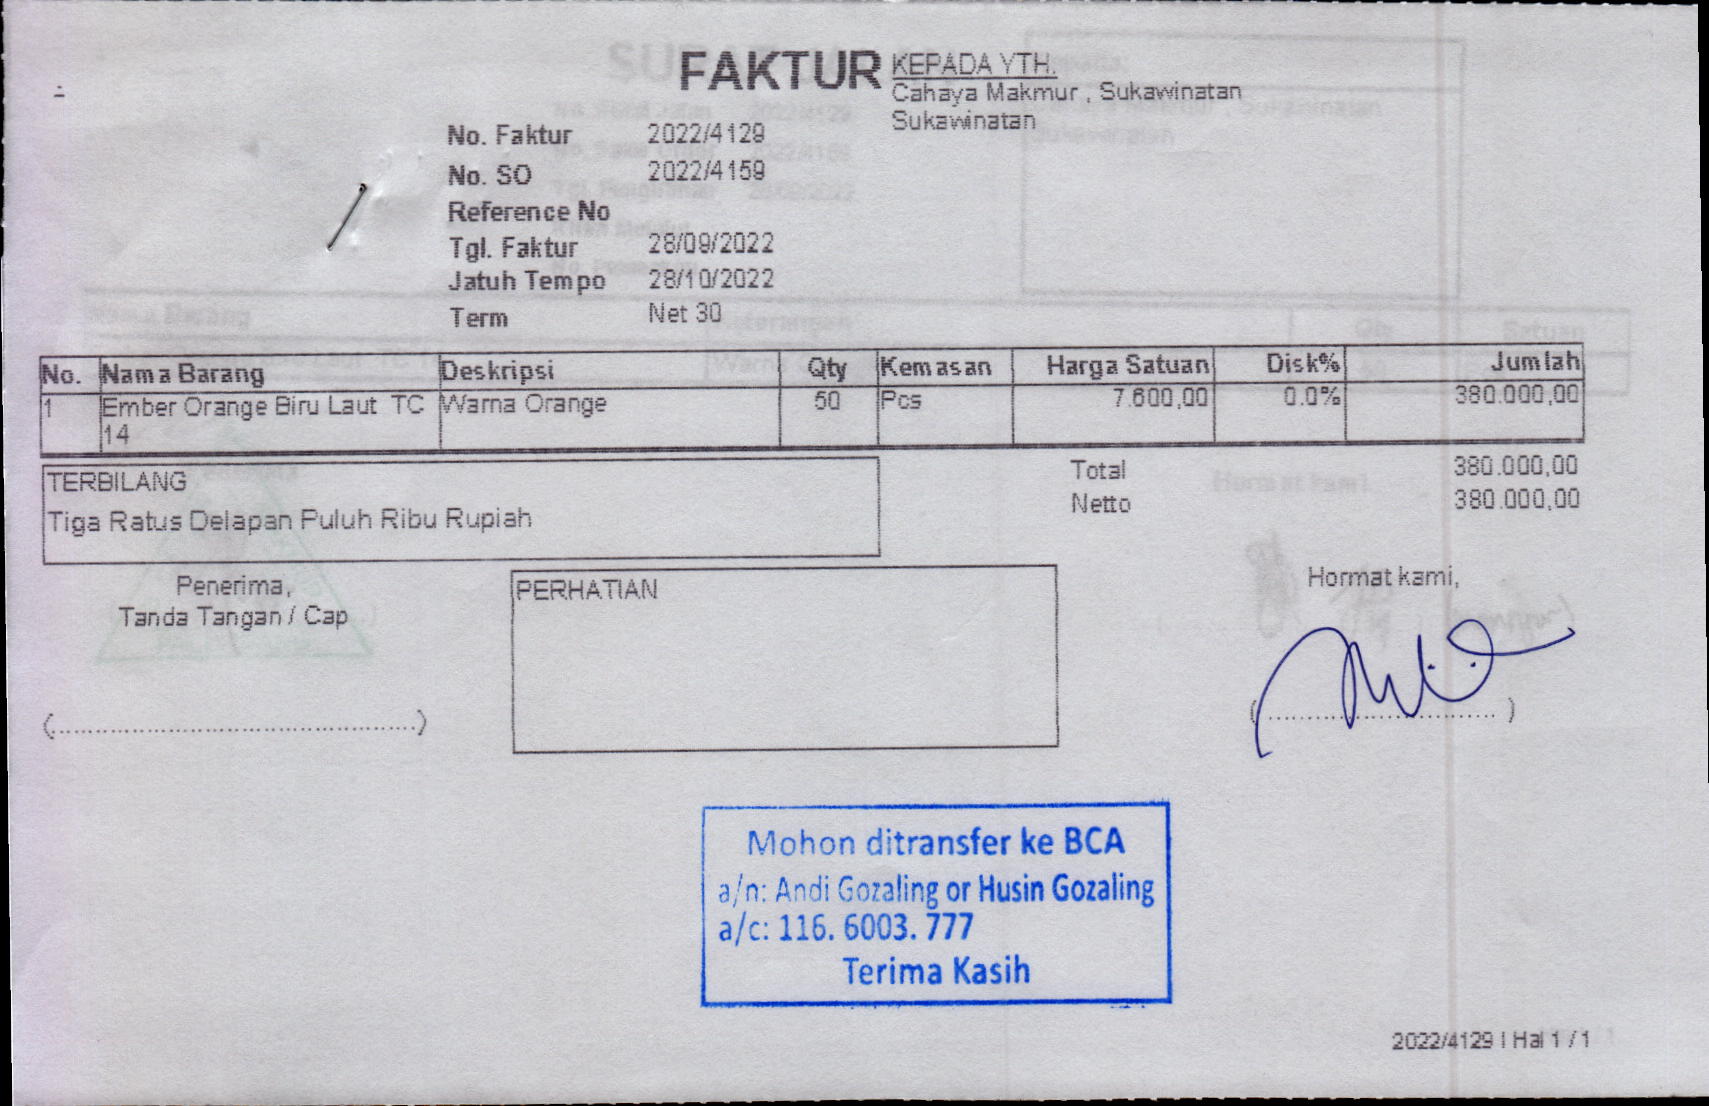 FAKTUR
KEPADA YTH.
Cahaya Makmur , Sukawinatan
Sukawinatan
No. Faktur 2022/4129
No. SO 2022/4159
Reference No
Tgl. Faktur 28/09/2022
Jatuh Tempo 28/10/2022
Term Net 30
No. Nama Barang Deskripsi Qty Kemasan Harga Satuan Disk% Jumlah
1 Ember Orange Biru Laut TC Warna Orange 50 Pcs 7.600,00 0.0% 380.000,00
14
TERBILANG
Tiga Ratus Delapan Puluh Ribu Rupiah
Total 380.000,00
Netto 380.000,00
Penerima,
Tanda Tangan / Cap
(................................................)
PERHATIAN
Hormat kami,
(.............................. )
Mohon ditransfer ke BCA
a/n: Andi Gozaling or Husin Gozaling
a/c: 116. 6003. 777
Terima Kasih
2022/4129 | Hal 1 / 1